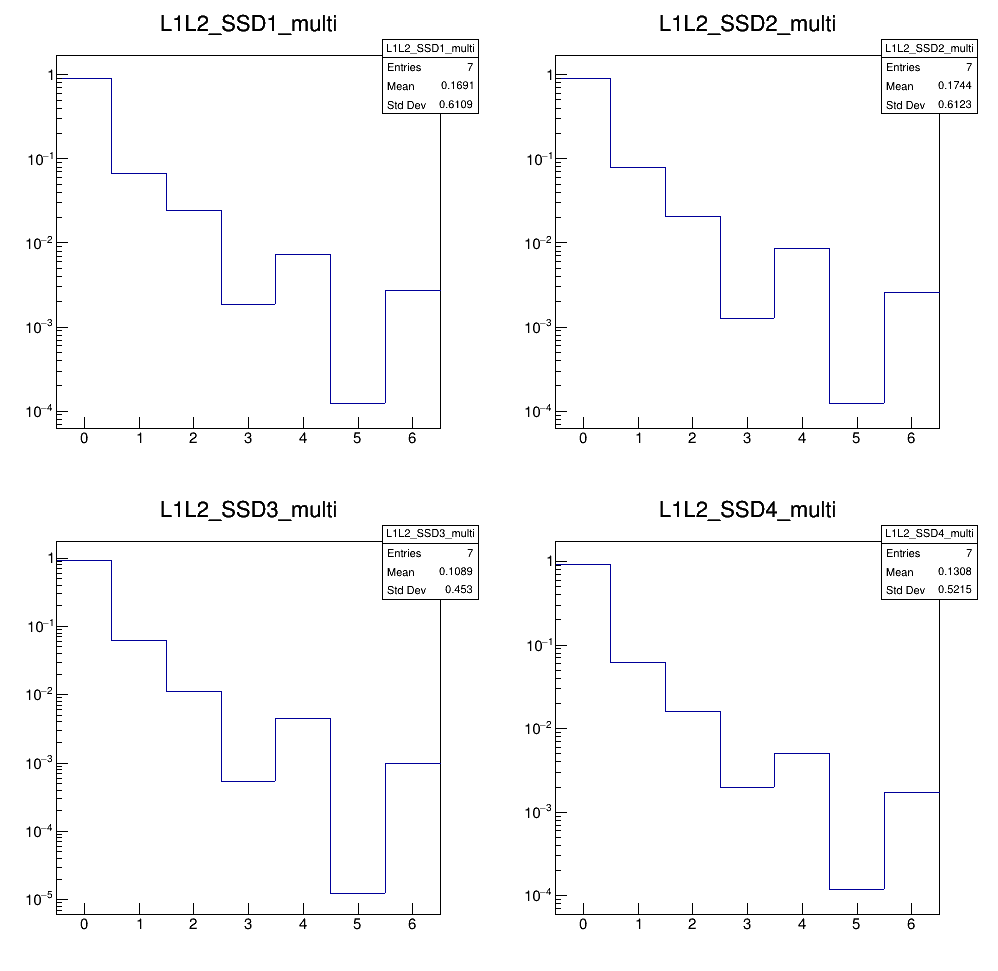 L1L2_SSD1_multi
L1L2_SSD1_multi
Entries 7
Mean 0.1691
Std Dev 0.6109
1
10⁻¹
10⁻²
10⁻³
10⁻⁴
0 1 2 3 4 5 6
L1L2_SSD2_multi
L1L2_SSD2_multi
Entries 7
Mean 0.1744
Std Dev 0.6123
1
10⁻¹
10⁻²
10⁻³
10⁻⁴
0 1 2 3 4 5 6
L1L2_SSD3_multi
L1L2_SSD3_multi
Entries 7
Mean 0.1089
Std Dev 0.453
1
10⁻¹
10⁻²
10⁻³
10⁻⁴
10⁻⁵
0 1 2 3 4 5 6
L1L2_SSD4_multi
L1L2_SSD4_multi
Entries 7
Mean 0.1308
Std Dev 0.5215
1
10⁻¹
10⁻²
10⁻³
10⁻⁴
0 1 2 3 4 5 6